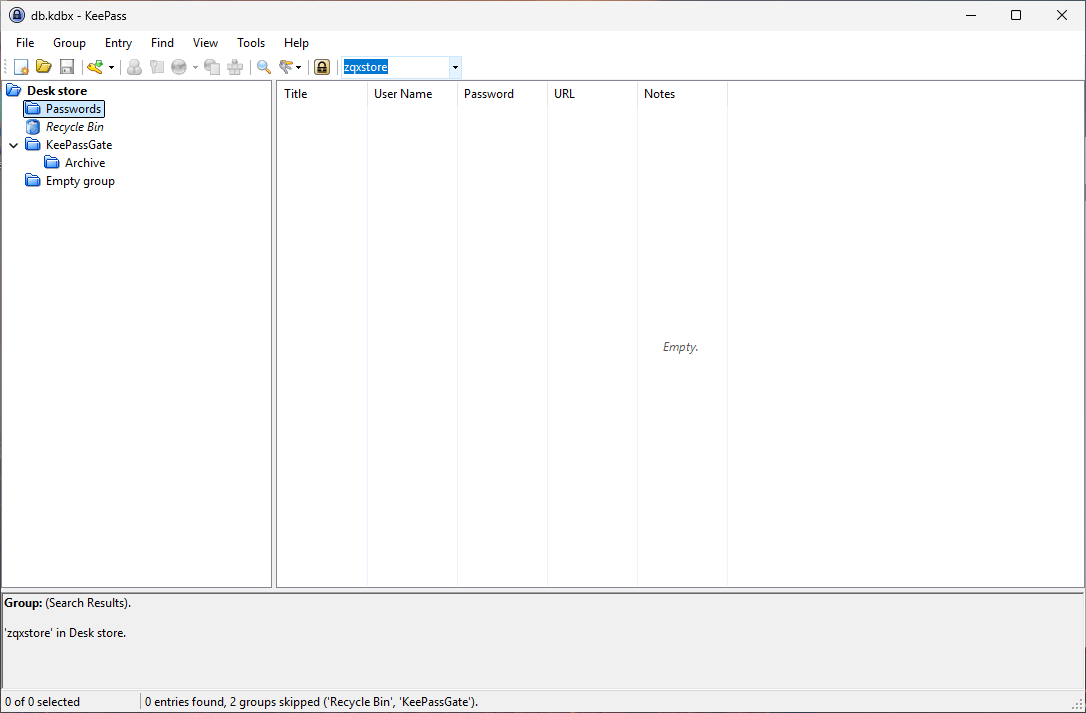 db.kdbx - KeePass
File Group Entry Find View Tools Help
zqxstore
Desk store
Passwords
Recycle Bin
KeePassGate
Archive
Empty group
Title User Name Password URL Notes
Empty.
Group: (Search Results).
'zqxstore' in Desk store.
0 of 0 selected
0 entries found, 2 groups skipped ('Recycle Bin', 'KeePassGate').